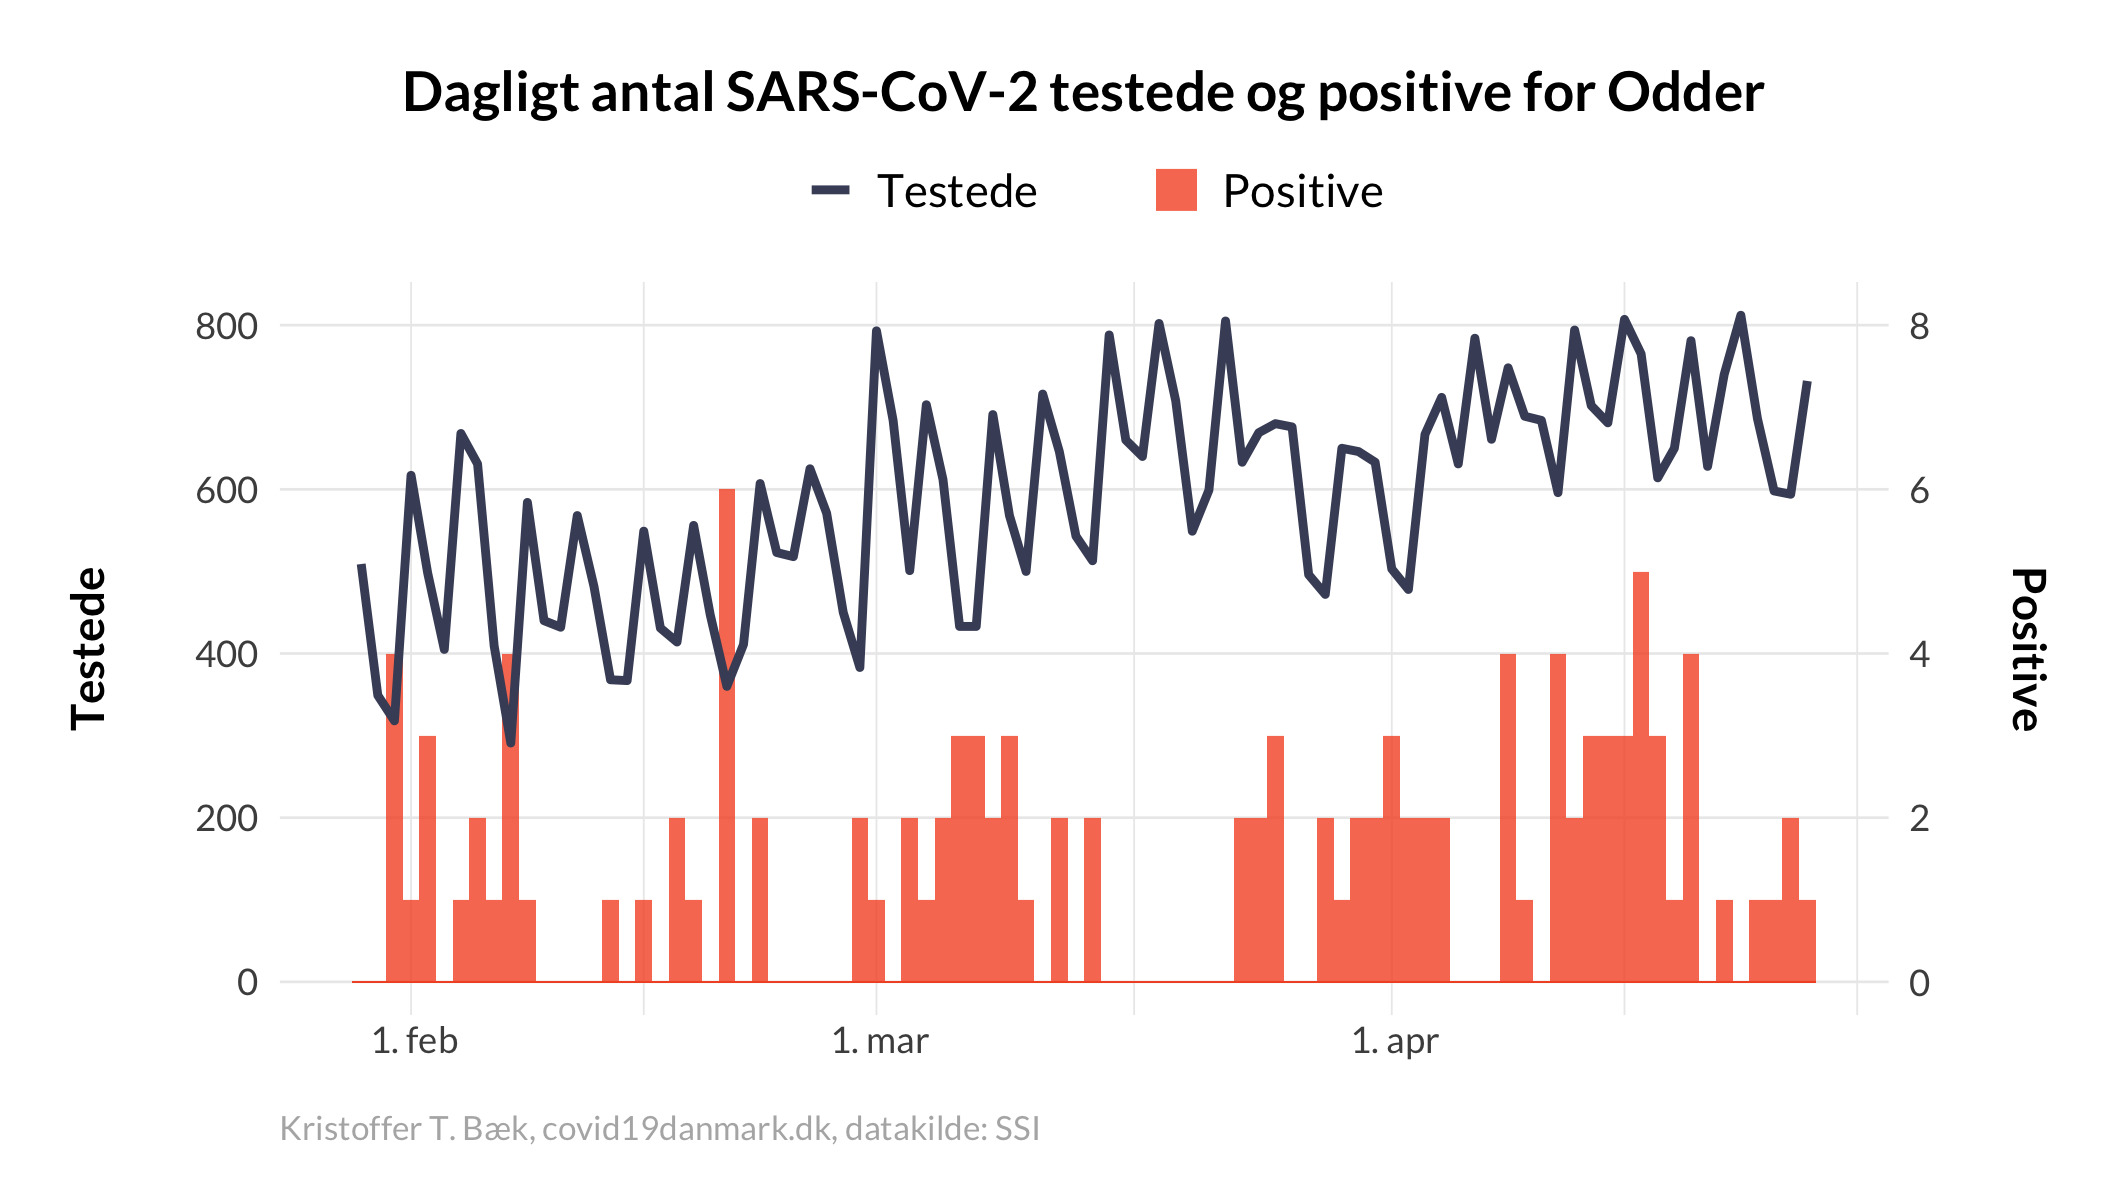 Dagligt antal SARS-CoV-2 testede og positive for Odder
Testede
Positive
800
600
400
200
0
8
6
4
2
0
Testede
Positive
1. feb
1. mar
1. apr
Kristoffer T. Bæk, covid19danmark.dk, datakilde: SSI